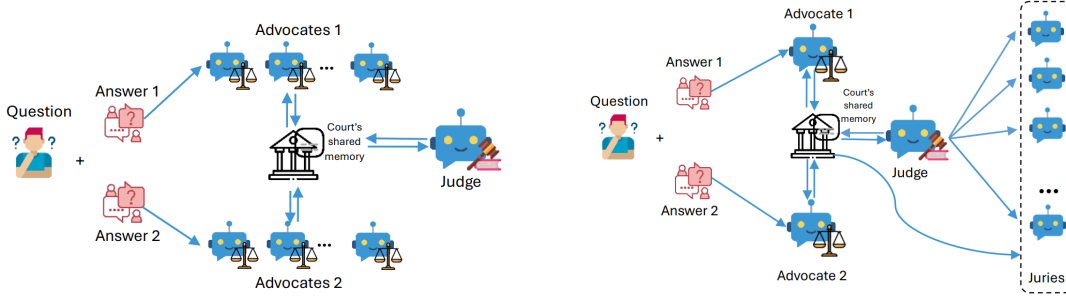 Advocates 1
...
Answer 1
Question
+
Court's
shared
memory
Judge
Answer 2
...
Advocates 2
Advocate 1
Answer 1
Court's
shared
memory
Question
+
Judge
Answer 2
Advocate 2
...
Juries